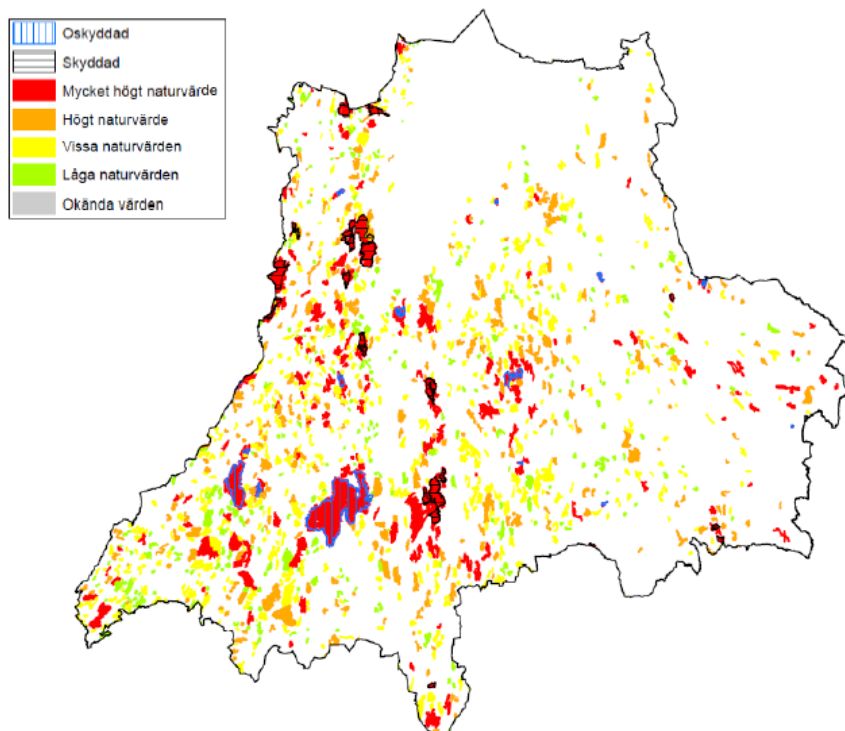 Oskyddad
Skyddad
Mycket högt naturvärde
Högt naturvärde
Vissa naturvärden
Låga naturvärden
Okända värden